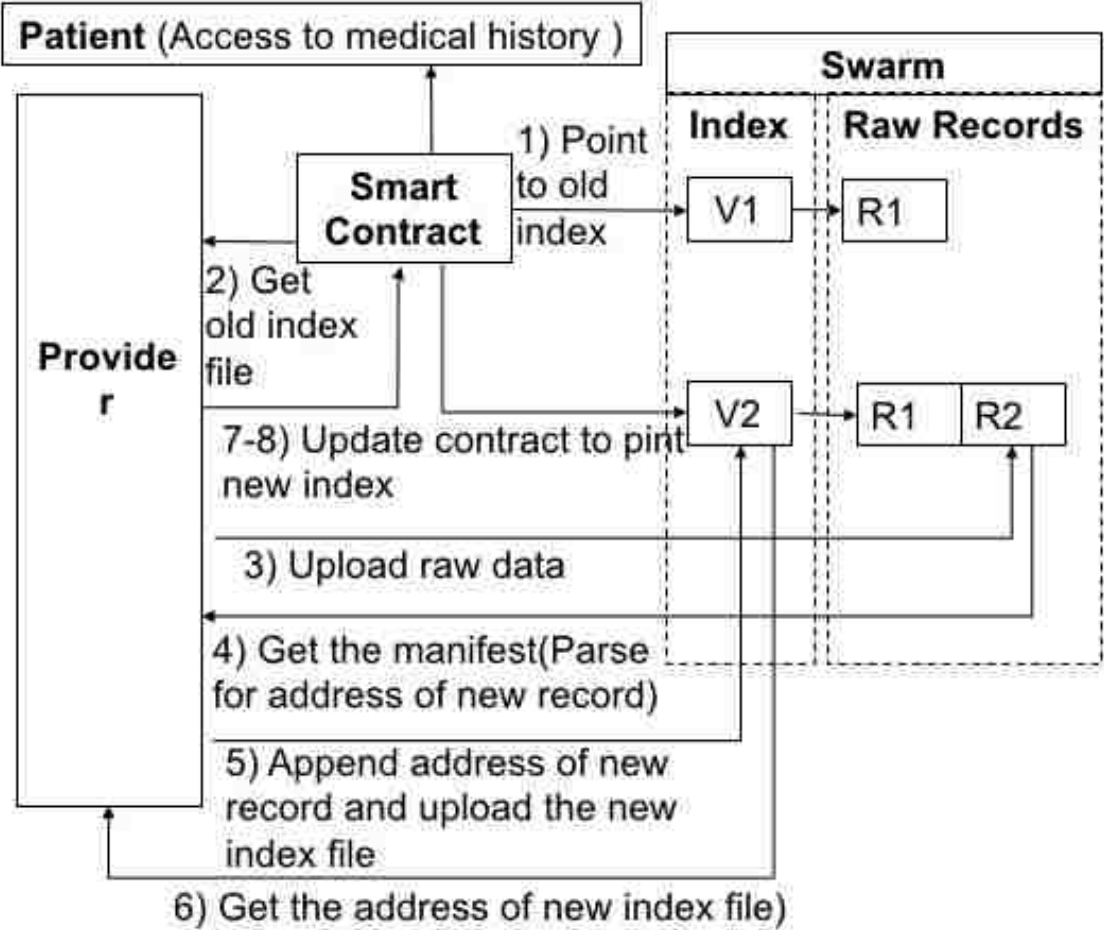 Patient (Access to medical history )
Swarm
Index
Raw Records
1) Point
to old
index
Smart
Contract
V1
R1
2) Get
old index
file
Provide
r
V2
R1
R2
7-8) Update contract to pint
new index
3) Upload raw data
4) Get the manifest(Parse
for address of new record)
5) Append address of new
record and upload the new
index file
6) Get the address of new index file)